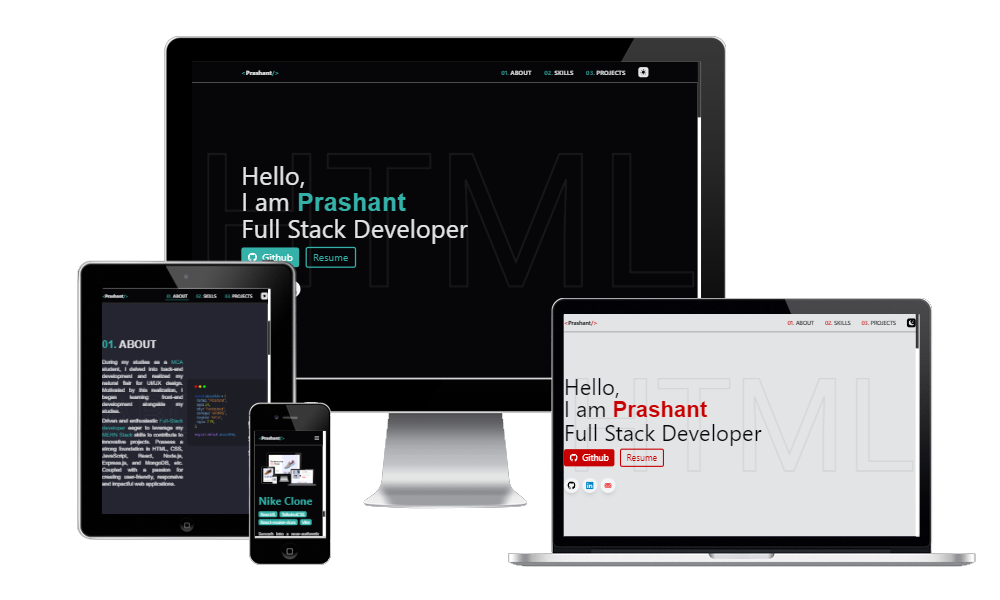 <Prashant/>
01. ABOUT 02. SKILLS 03. PROJECTS
HTML
Hello,
I am Prashant
Full Stack Developer
Github Resume
<Prashant/>
01. ABOUT 02. SKILLS 03. PROJECTS
01. ABOUT
During my studies as a MCA
student, I delved into back-end
development and realized my
natural flair for UI/UX design.
Motivated by this realization, I
began learning front-end
development alongside my
studies.
Driven and enthusiastic Full-Stack
developer eager to leverage my
MERN Stack skills to contribute to
innovative projects. Possess a
strong foundation in HTML, CSS,
JavaScript, React, Node.js,
Express.js, and MongoDB, etc.
Coupled with a passion for
creating user-friendly, responsive
and impactful web applications.
<Prashant/>
Nike Clone
<Prashant/>
01. ABOUT 02. SKILLS 03. PROJECTS
HTML
Hello,
I am Prashant
Full Stack Developer
Github Resume